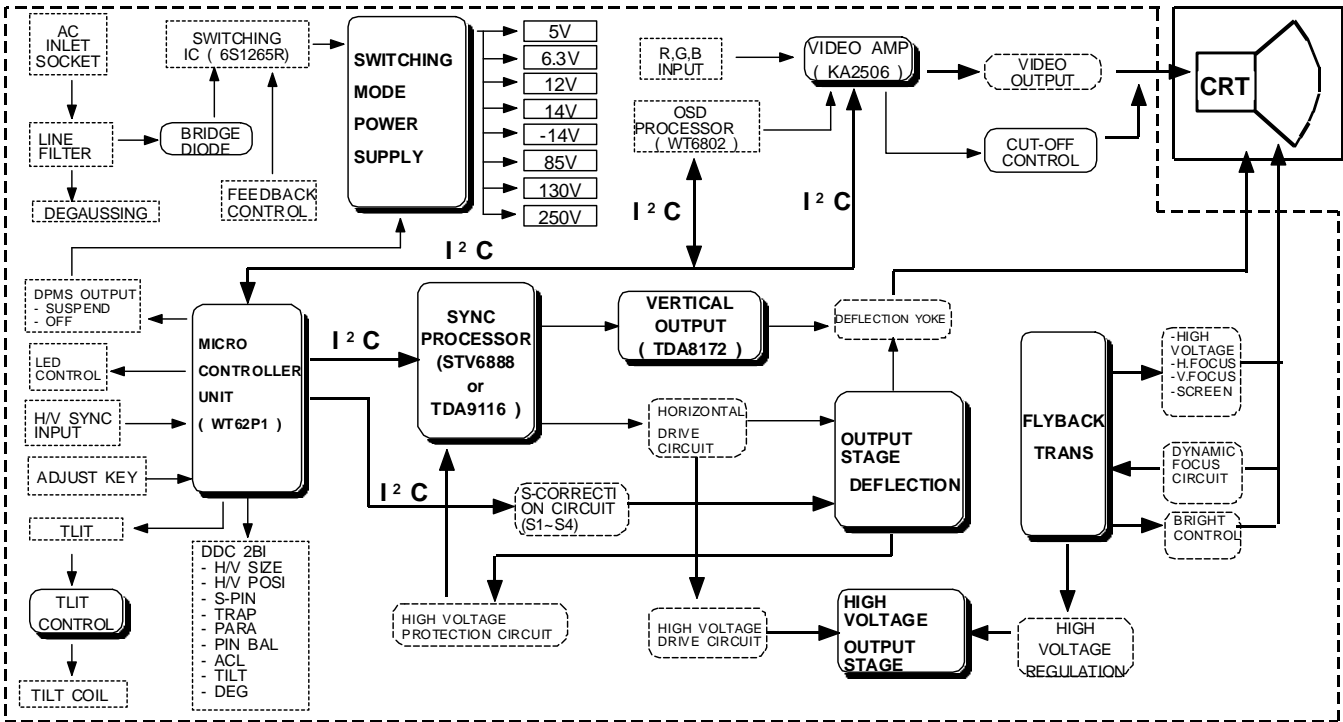 AC
INLET
SOCKET
SWITCHING
IC ( 6S1265R)
LINE
FILTER
BRIDGE
DIODE
DEGAUSSING
FEEDBACK
CONTROL
SWITCHING
MODE
POWER
SUPPLY
5V
6.3V
12V
14V
-14V
85V
130V
250V
R,G,B
INPUT
VIDEO AMP
( KA2506 )
VIDEO
OUTPUT
OSD
PROCESSOR
( WT6802 )
CUT-OFF
CONTROL
CRT
I ² C
I ² C
I ² C
DPMS OUTPUT
- SUSPEND
- OFF
LED
CONTROL
H/V SYNC
INPUT
ADJUST KEY
MICRO
CONTROLLER
UNIT
( WT62P1 )
I ² C
I ² C
SYNC
PROCESSOR
(STV6888
or
TDA9116 )
VERTICAL
OUTPUT
( TDA8172 )
DEFLECTION YOKE
HORIZONTAL
DRIVE
CIRCUIT
OUTPUT
STAGE
DEFLECTION
S-CORRECTI
ON CIRCUIT
(S1~S4)
FLYBACK
TRANS
-HIGH
VOLTAGE
-H.FOCUS
-V.FOCUS
-SCREEN
DYNAMIC
FOCUS
CIRCUIT
BRIGHT
CONTROL
TLIT
TLIT
CONTROL
TILT COIL
DDC 2BI
- H/V SIZE
- H/V POSI
- S-PIN
- TRAP
- PARA
- PIN BAL
- ACL
- TILT
- DEG
HIGH VOLTAGE
PROTECTION CIRCUIT
HIGH VOLTAGE
DRIVE CIRCUIT
HIGH
VOLTAGE
OUTPUT
STAGE
HIGH
VOLTAGE
REGULATION